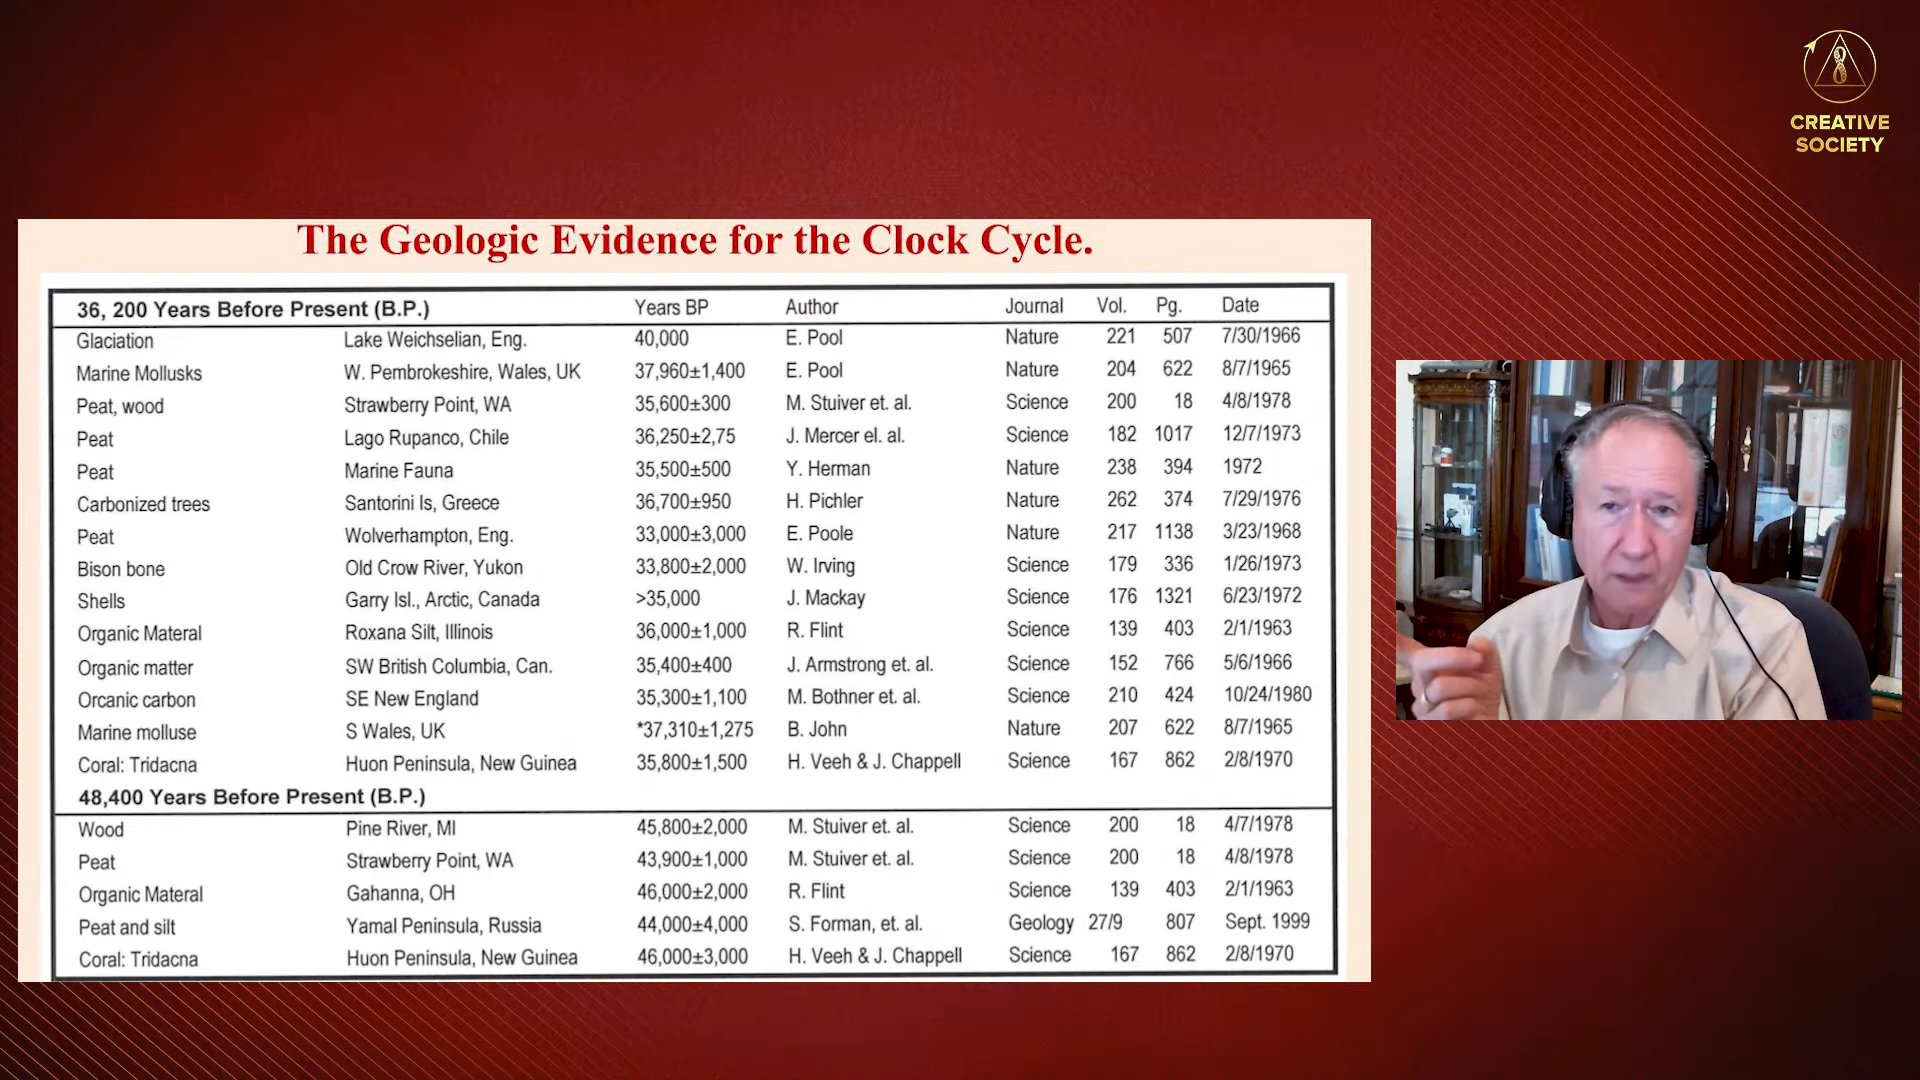 CREATIVE
SOCIETY
The Geologic Evidence for the Clock Cycle.
36, 200 Years Before Present (B.P.) Years BP Author Journal Vol. Pg. Date
Glaciation Lake Weichselian, Eng. 40,000 E. Pool Nature 221 507 7/30/1966
Marine Mollusks W. Pembrokeshire, Wales, UK 37,960±1,400 E. Pool Nature 204 622 8/7/1965
Peat, wood Strawberry Point, WA 35,600±300 M. Stuiver et. al. Science 200 18 4/8/1978
Peat Lago Rupanco, Chile 36,250±2,75 J. Mercer el. al. Science 182 1017 12/7/1973
Peat Marine Fauna 35,500±500 Y. Herman Nature 238 394 1972
Carbonized trees Santorini Is, Greece 36,700±950 H. Pichler Nature 262 374 7/29/1976
Peat Wolverhampton, Eng. 33,000±3,000 E. Poole Nature 217 1138 3/23/1968
Bison bone Old Crow River, Yukon 33,800±2,000 W. Irving Science 179 336 1/26/1973
Shells Garry Isl., Arctic, Canada >35,000 J. Mackay Science 176 1321 6/23/1972
Organic Materal Roxana Silt, Illinois 36,000±1,000 R. Flint Science 139 403 2/1/1963
Organic matter SW British Columbia, Can. 35,400±400 J. Armstrong et. al. Science 152 766 5/6/1966
Orcanic carbon SE New England 35,300±1,100 M. Bothner et. al. Science 210 424 10/24/1980
Marine molluse S Wales, UK *37,310±1,275 B. John Nature 207 622 8/7/1965
Coral: Tridacna Huon Peninsula, New Guinea 35,800±1,500 H. Veeh & J. Chappell Science 167 862 2/8/1970
48,400 Years Before Present (B.P.)
Wood Pine River, MI 45,800±2,000 M. Stuiver et. al. Science 200 18 4/7/1978
Peat Strawberry Point, WA 43,900±1,000 M. Stuiver et. al. Science 200 18 4/8/1978
Organic Materal Gahanna, OH 46,000±2,000 R. Flint Science 139 403 2/1/1963
Peat and silt Yamal Peninsula, Russia 44,000±4,000 S. Forman, et. al. Geology 27/9 807 Sept. 1999
Coral: Tridacna Huon Peninsula, New Guinea 46,000±3,000 H. Veeh & J. Chappell Science 167 862 2/8/1970